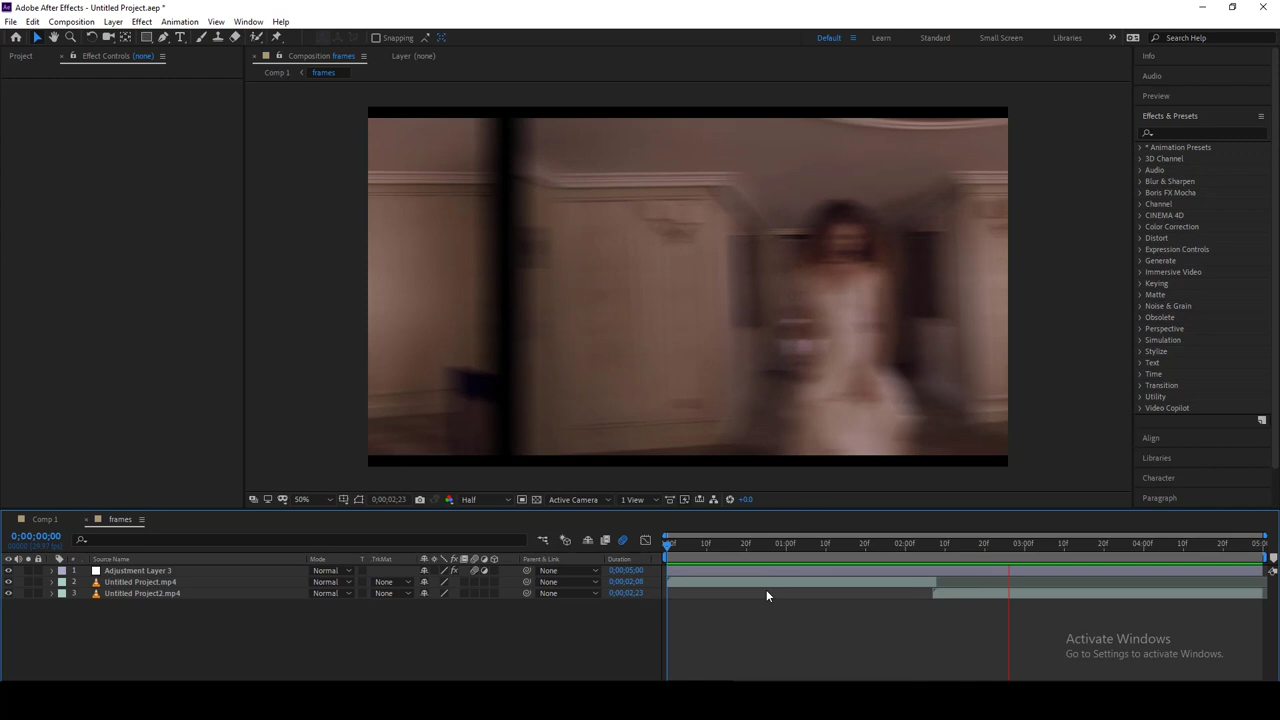 Adobe After Effects - Untitled Project.aep *
File Edit Composition Layer Effect Animation View Window Help
Snapping Default Learn Standard Small Screen Libraries Search Help
Project Effect Controls (none) Composition frames Layer (none) Info
Comp 1 frames
Audio
Preview
Effects & Presets
* Animation Presets
3D Channel
Audio
Blur & Sharpen
Boris FX Mocha
Channel
CINEMA 4D
Color Correction
Distort
Expression Controls
Generate
Immersive Video
Keying
Matte
Noise & Grain
Obsolete
Perspective
Simulation
Stylize
Text
Time
Transition
Utility
Video Copilot
Align
Libraries
Character
Paragraph
50% 0;00;02;23 Half Active Camera 1 View +0.0
Comp 1 frames
0;00;00;00
00000 (29.97 fps)
10f 20f 01:00f 10f 20f 02:00f 10f 20f 03:00f 10f 20f 04:00f 10f 20f
# Source Name Mode T TrkMat Parent & Link Duration
1 Adjustment Layer 3 Normal None 0;00;05;00
2 Untitled Project.mp4 Normal None None 0;00;02;08
3 Untitled Project2.mp4 Normal None None 0;00;02;23
Activate Windows
Go to Settings to activate Windows.